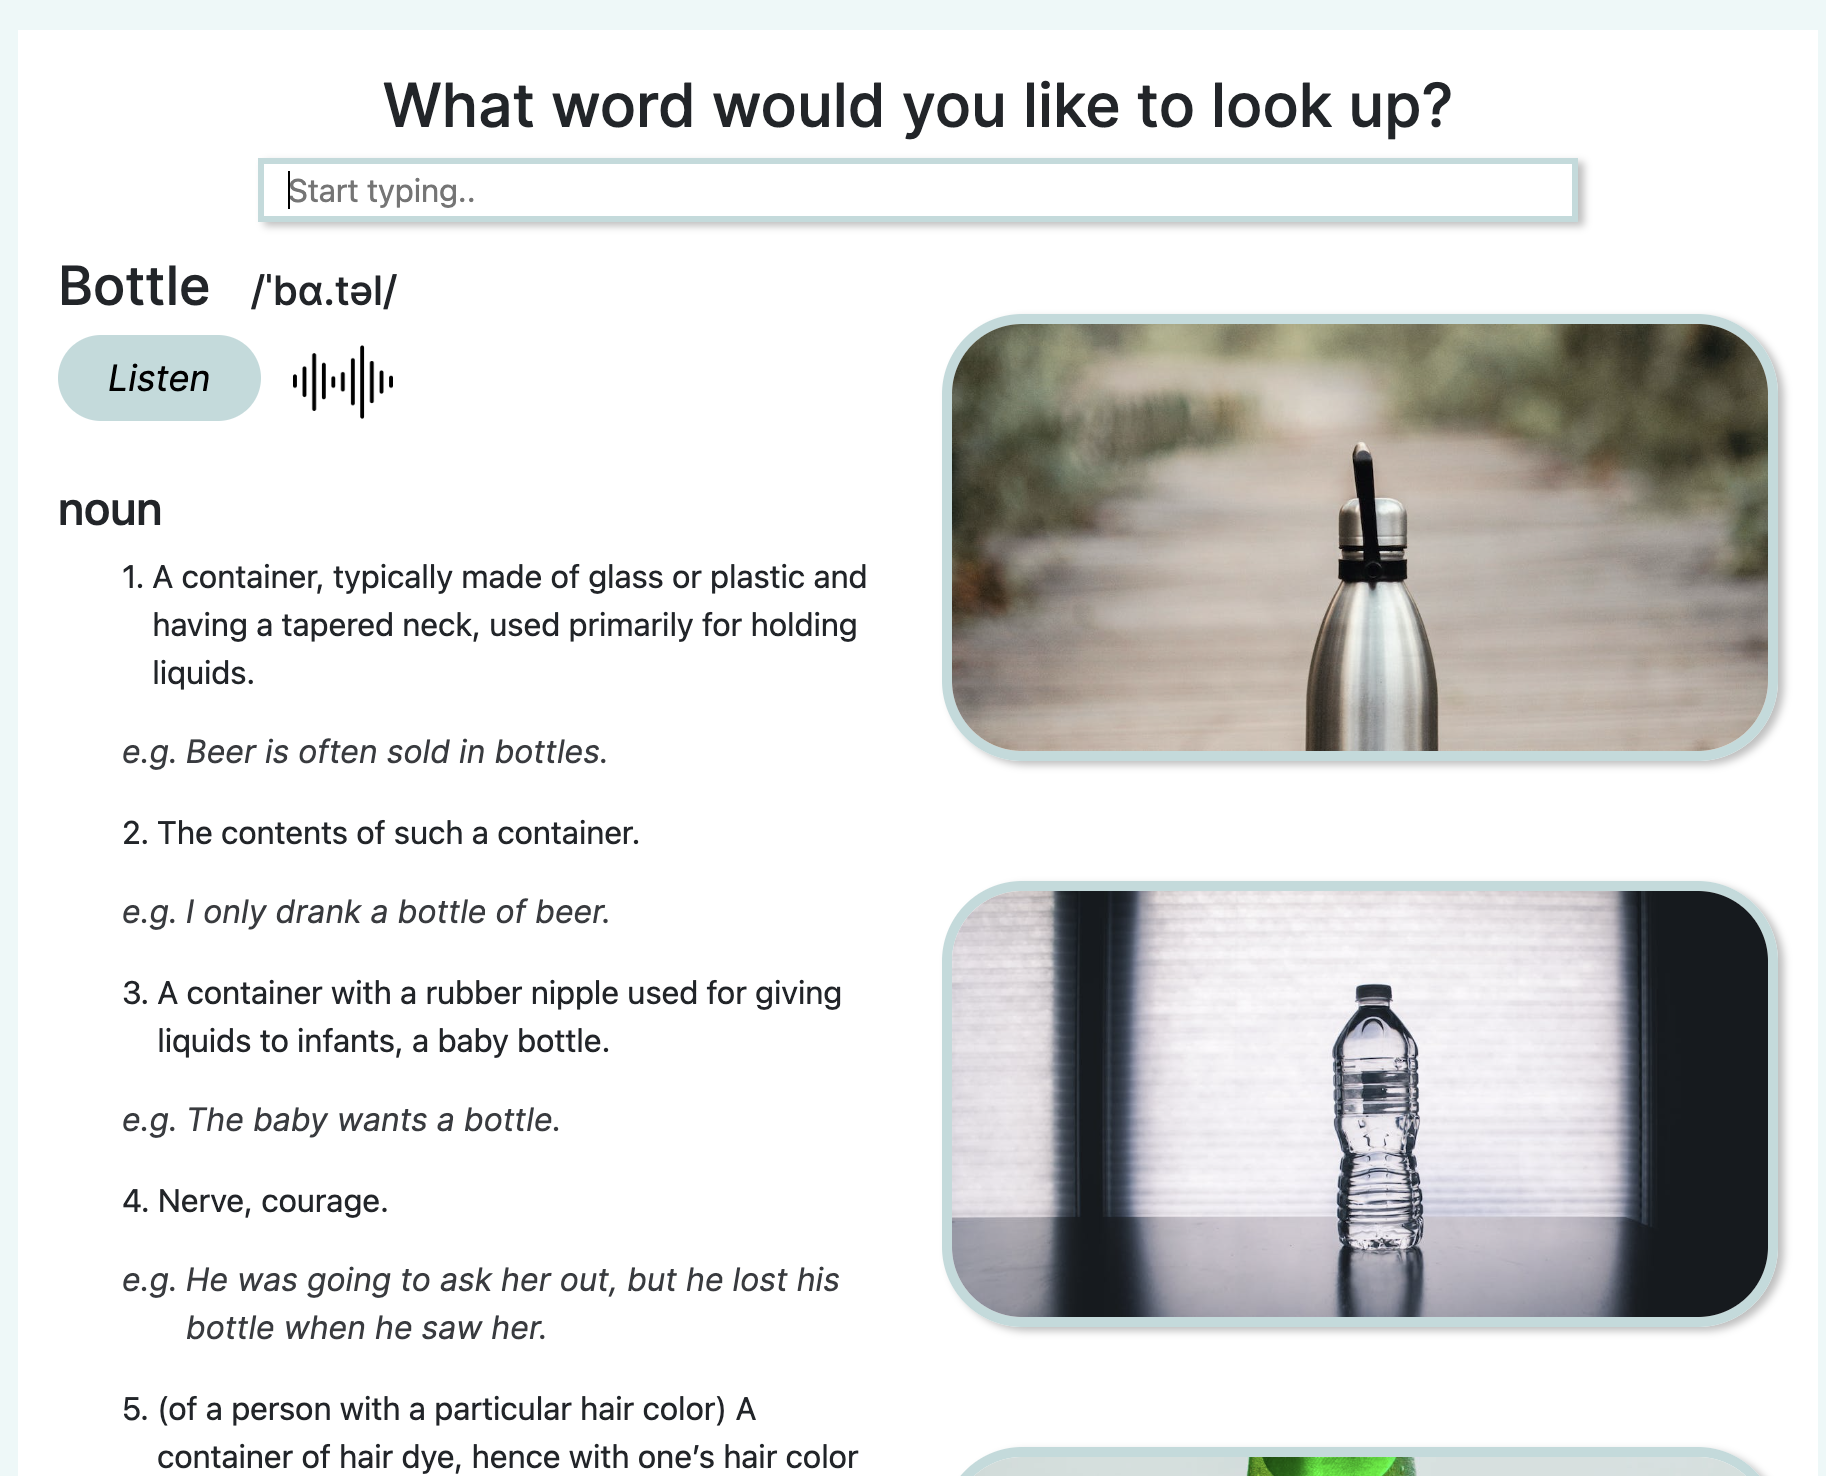 What word would you like to look up?
Start typing..
Bottle /ˈbɑ.təl/
Listen
noun
1. A container, typically made of glass or plastic and
having a tapered neck, used primarily for holding
liquids.
e.g. Beer is often sold in bottles.
2. The contents of such a container.
e.g. I only drank a bottle of beer.
3. A container with a rubber nipple used for giving
liquids to infants, a baby bottle.
e.g. The baby wants a bottle.
4. Nerve, courage.
e.g. He was going to ask her out, but he lost his
bottle when he saw her.
5. (of a person with a particular hair color) A
container of hair dye, hence with one’s hair color